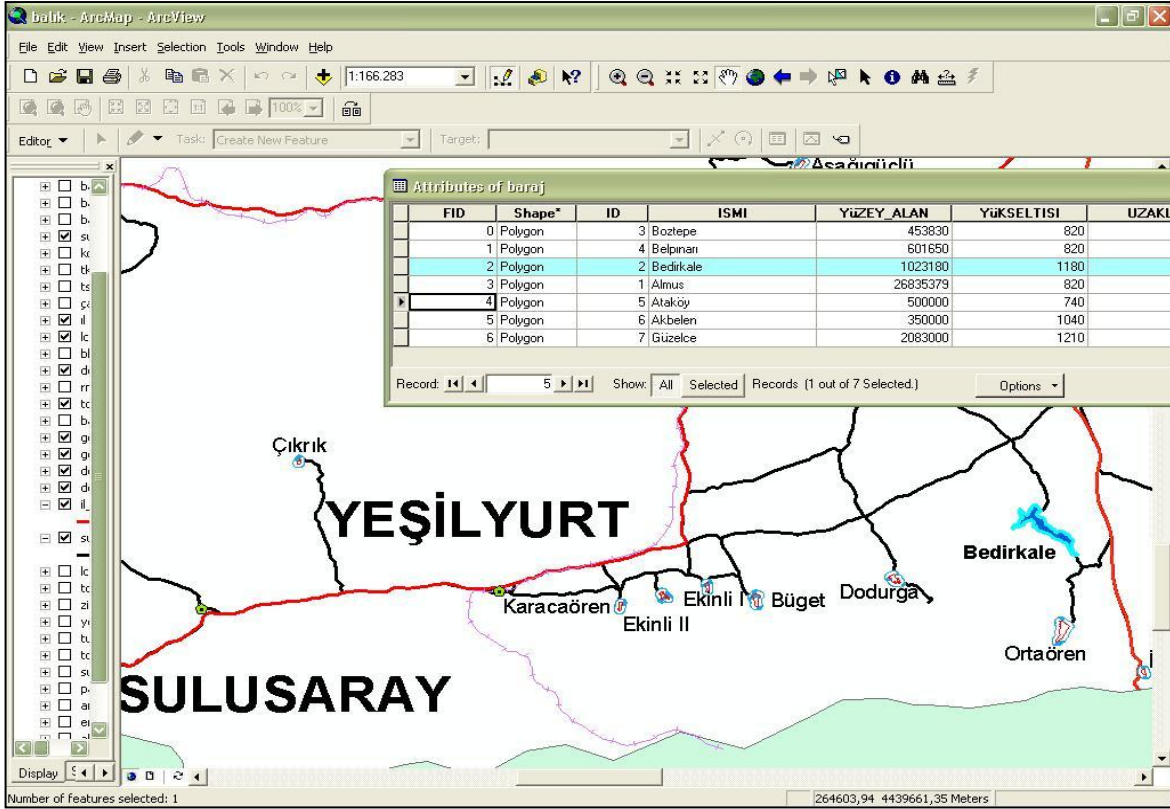 balık - ArcMap - ArcView
File Edit View Insert Selection Tools Window Help
1:166.283
100%
Editor Task: Create New Feature Target:
Aşağıgüçlü
Attributes of baraj
FID Shape* ID ISMI YüZEY_ALAN YüKSELTISI UZAKL
0 Polygon 3 Boztepe 453830 820
1 Polygon 4 Belpınarı 601650 820
2 Polygon 2 Bedirkale 1023180 1180
3 Polygon 1 Almus 26835379 820
4 Polygon 5 Ataköy 500000 740
5 Polygon 6 Akbelen 350000 1040
6 Polygon 7 Güzelce 2083000 1210
Record: 5 Show: All Selected Records (1 out of 7 Selected.) Options
Çıkrık
YEŞİLYURT
Bedirkale
Karacaören
Ekinli I
Büget
Dodurga
Ekinli II
Ortaören
SULUSARAY
Display S
Number of features selected: 1
264603,94 4439661,35 Meters